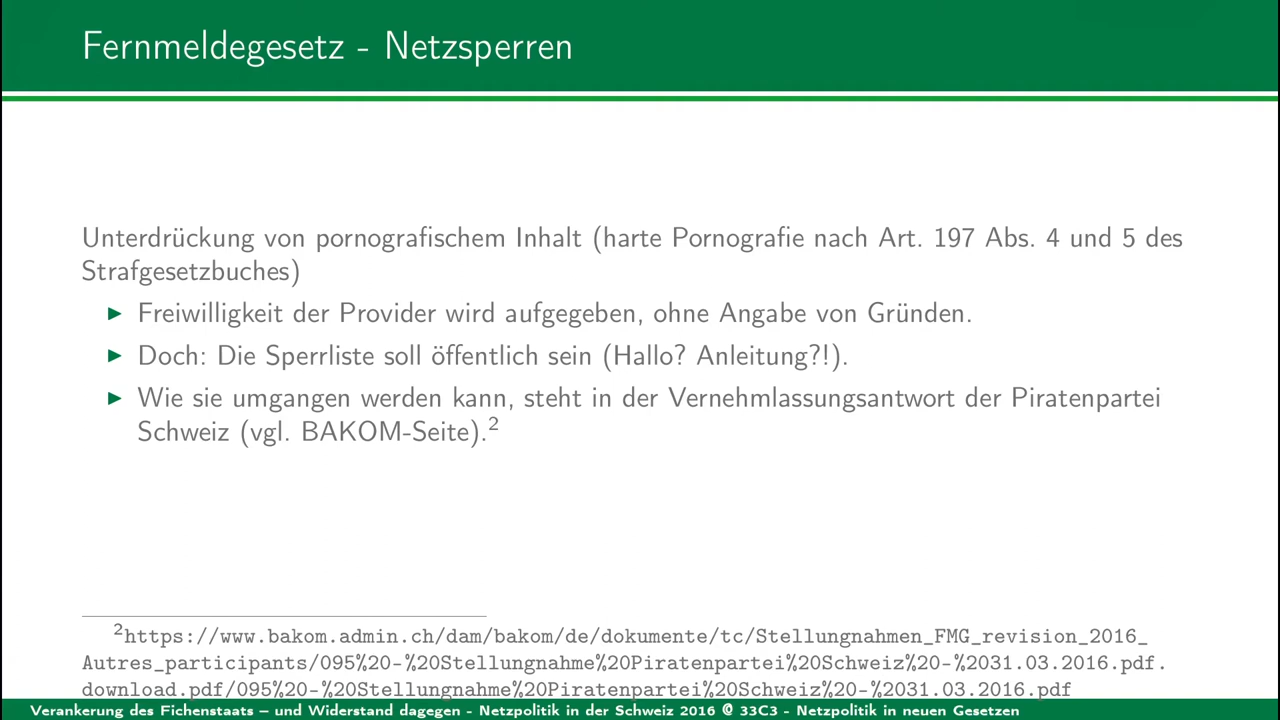 Fernmeldegesetz - Netzsperren
Unterdrückung von pornografischem Inhalt (harte Pornografie nach Art. 197 Abs. 4 und 5 des
Strafgesetzbuches)
▶ Freiwilligkeit der Provider wird aufgegeben, ohne Angabe von Gründen.
▶ Doch: Die Sperrliste soll öffentlich sein (Hallo? Anleitung?!).
▶ Wie sie umgangen werden kann, steht in der Vernehmlassungsantwort der Piratenpartei
Schweiz (vgl. BAKOM-Seite).²
²https://www.bakom.admin.ch/dam/bakom/de/dokumente/tc/Stellungnahmen_FMG_revision_2016_
Autres_participants/095%20-%20Stellungnahme%20Piratenpartei%20Schweiz%20-%2031.03.2016.pdf.
download.pdf/095%20-%20Stellungnahme%20Piratenpartei%20Schweiz%20-%2031.03.2016.pdf
Verankerung des Fichenstaats – und Widerstand dagegen - Netzpolitik in der Schweiz 2016 @ 33C3 - Netzpolitik in neuen Gesetzen